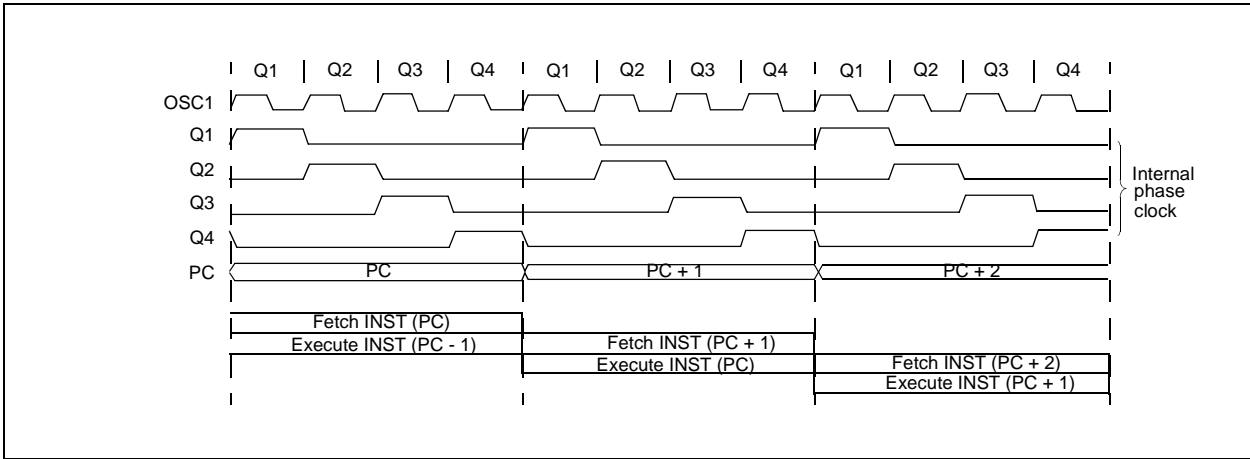 Q1 Q2 Q3 Q4 Q1 Q2 Q3 Q4 Q1 Q2 Q3 Q4
OSC1
Q1
Q2
Q3
Q4
Internal
phase
clock
PC PC PC + 1 PC + 2
Fetch INST (PC)
Execute INST (PC - 1) Fetch INST (PC + 1)
Execute INST (PC) Fetch INST (PC + 2)
Execute INST (PC + 1)